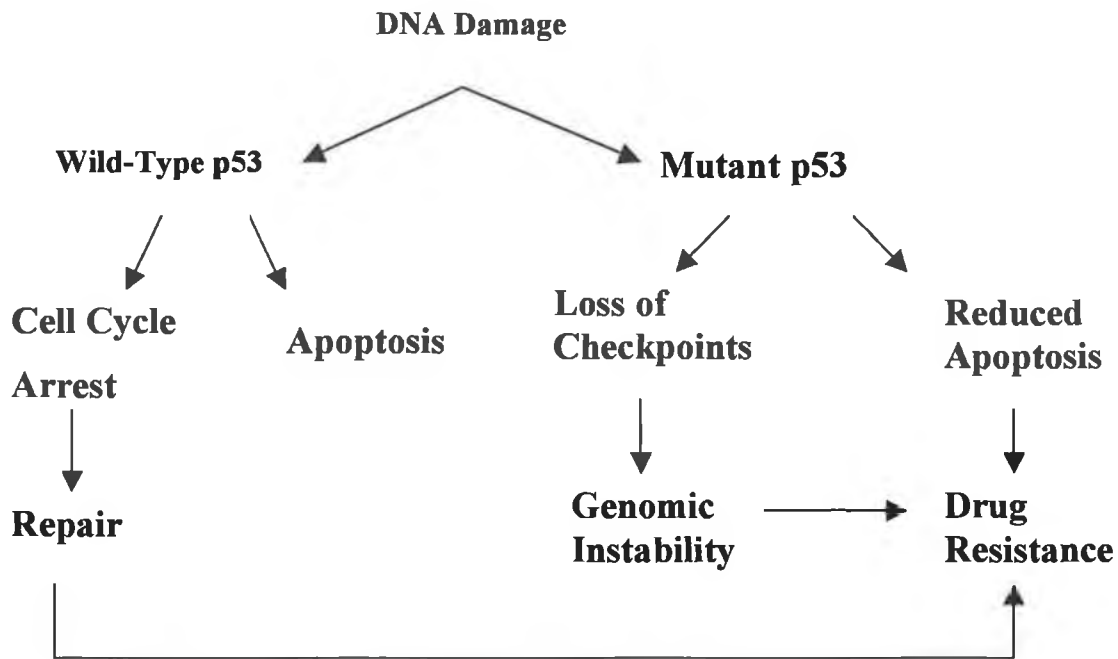 DNA Damage
Wild-Type p53
Mutant p53
Cell Cycle
Arrest
Apoptosis
Loss of
Checkpoints
Reduced
Apoptosis
Repair
Genomic
Instability
Drug
Resistance